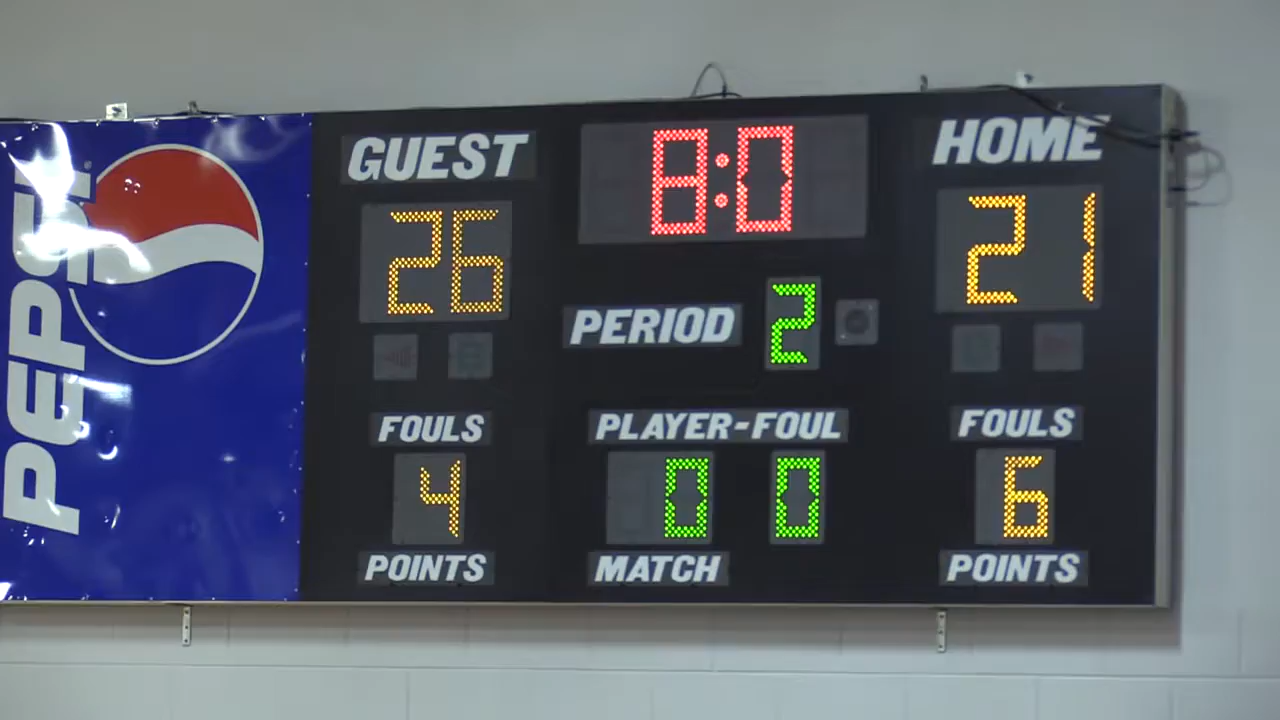 PEPSI
GUEST
8:0
HOME
26
21
PERIOD 2
FOULS
PLAYER-FOUL
FOULS
4
0 0
6
POINTS
MATCH
POINTS